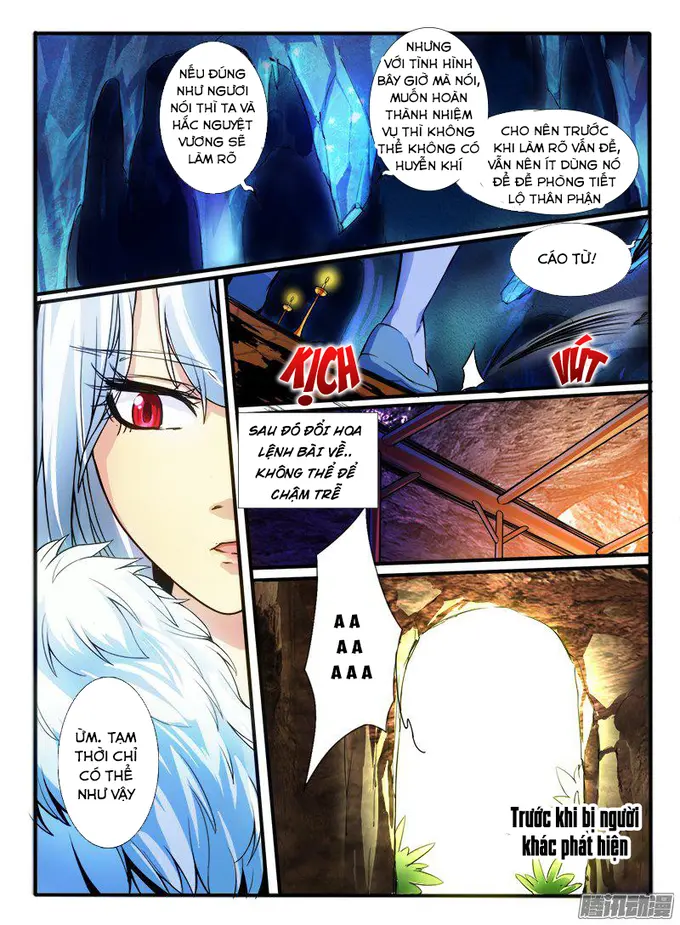 NẾU ĐÚNG
NHƯ NGƯƠI
NÓI THÌ TA VÀ
HẮC NGUYỆT
VƯƠNG SẼ
LÀM RÕ
NHƯNG
VỚI TÌNH HÌNH
BÂY GIỜ MÀ NÓI,
MUỐN HOÀN
THÀNH NHIỆM
VỤ THÌ KHÔNG
THỂ KHÔNG CÓ
HUYỄN KHÍ
CHO NÊN TRƯỚC
KHI LÀM RÕ VẤN ĐỀ,
VẪN NÊN ÍT DÙNG NÓ
ĐỂ ĐỀ PHÒNG TIẾT
LỘ THÂN PHẬN
CÁO TỪ!
KỊCH
VÚT
SAU ĐÓ ĐỔI HOA
LỆNH BÀI VỀ..
KHÔNG THỂ ĐỂ
CHẬM TRỄ
A A
A A
A A A
ỪM. TẠM
THỜI CHỈ
CÓ THỂ
NHƯ VẬY
Trước khi bị người
khác phát hiện
腾讯动漫